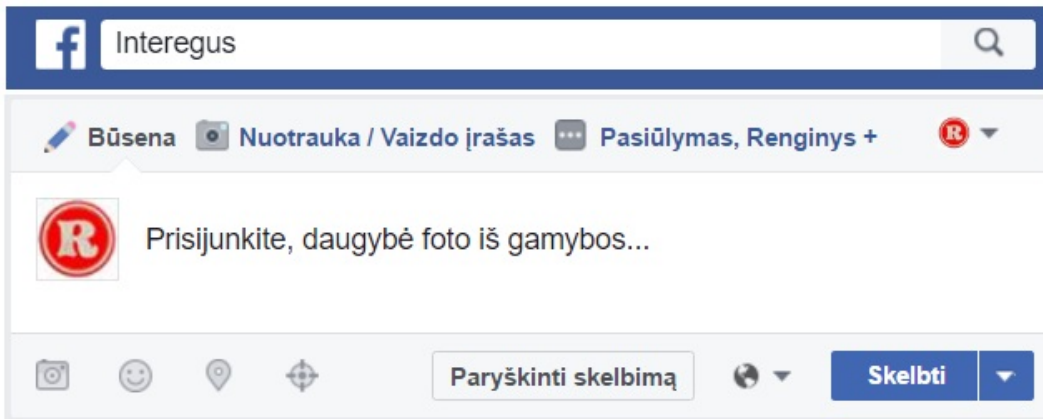 f Interegus
Būsena Nuotrauka / Vaizdo įrašas Pasiūlymas, Renginys +
R
R
Prisijunkite, daugybė foto iš gamybos...
Paryškinti skelbimą
Skelbti